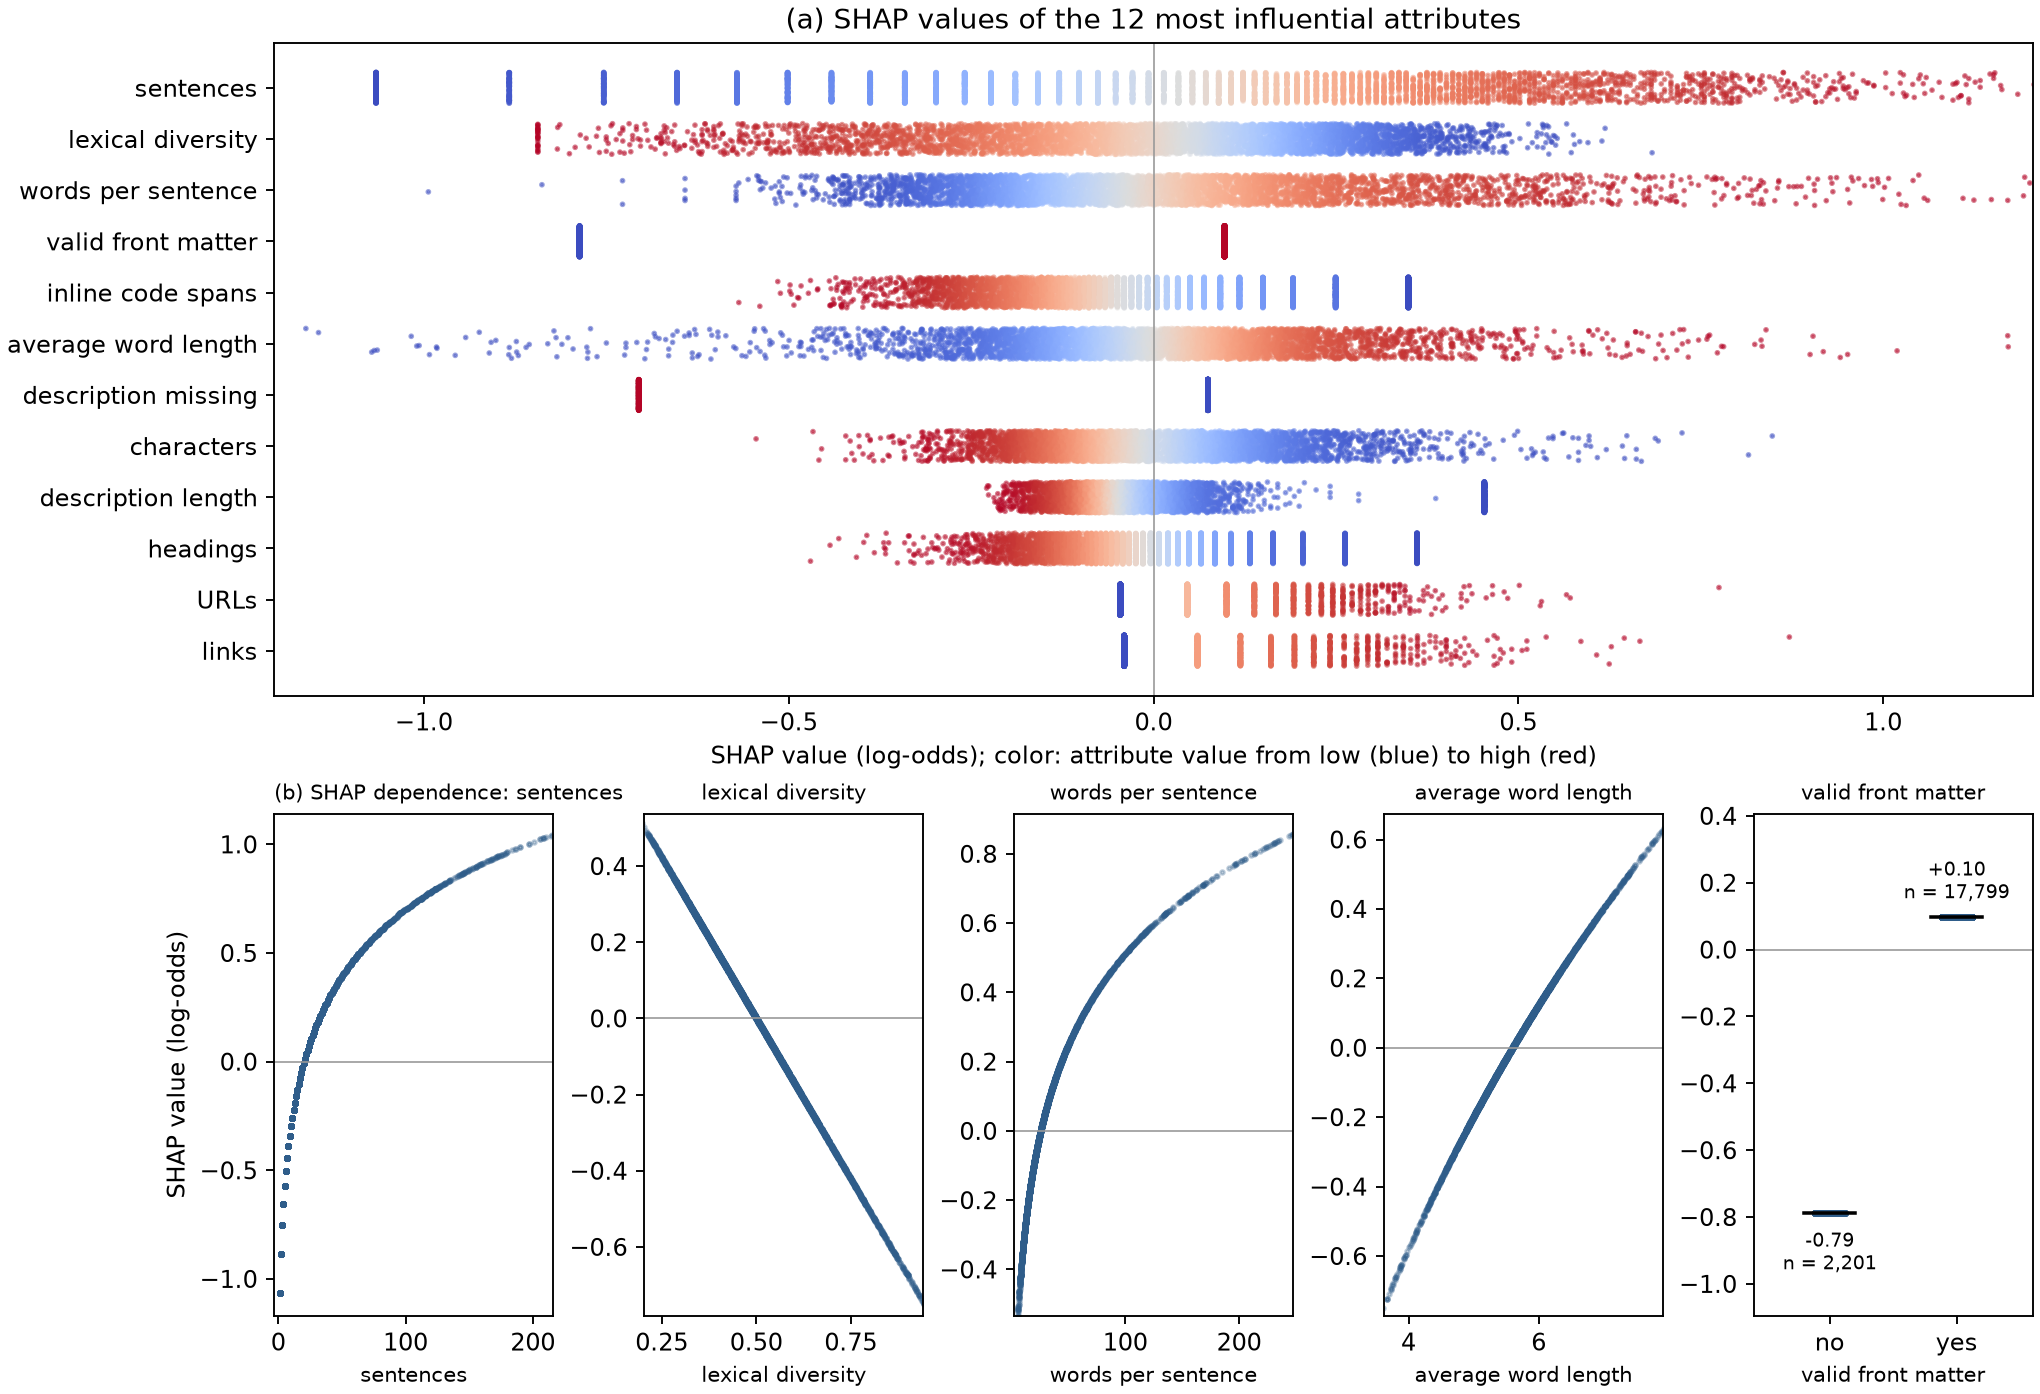 (a) SHAP values of the 12 most influential attributes
sentences
lexical diversity
words per sentence
valid front matter
inline code spans
average word length
description missing
characters
description length
headings
URLs
links
−1.0 −0.5 0.0 0.5 1.0
SHAP value (log-odds); color: attribute value from low (blue) to high (red)
(b) SHAP dependence: sentences
1.0
0.5
0.0
−0.5
−1.0
SHAP value (log-odds)
0 100 200
sentences
lexical diversity
0.4
0.2
0.0
−0.2
−0.4
−0.6
0.25 0.50 0.75
lexical diversity
words per sentence
0.8
0.6
0.4
0.2
0.0
−0.2
−0.4
100 200
words per sentence
average word length
0.6
0.4
0.2
0.0
−0.2
−0.4
−0.6
4 6
average word length
valid front matter
0.4
0.2
0.0
−0.2
−0.4
−0.6
−0.8
−1.0
+0.10
n = 17,799
-0.79
n = 2,201
no yes
valid front matter